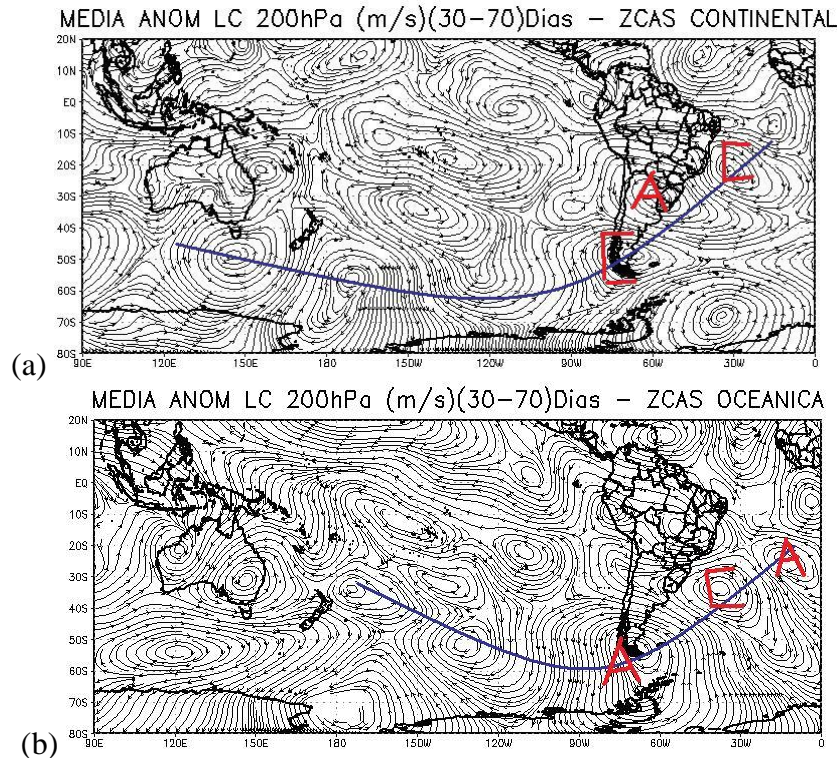 MEDIA ANOM LC 200hPa (m/s)(30-70)Dias - ZCAS CONTINENTAL
20N
10N
EQ
10S
20S
30S
40S
50S
60S
70S
80S
C
A
C
90E 120E 150E 180 150W 120W 90W 60W 30W 0
(a)
MEDIA ANOM LC 200hPa (m/s)(30-70)Dias - ZCAS OCEANICA
20N
10N
EQ
10S
20S
30S
40S
50S
60S
70S
80S
A
C
A
90E 120E 150E 180 150W 120W 90W 60W 30W 0
(b)